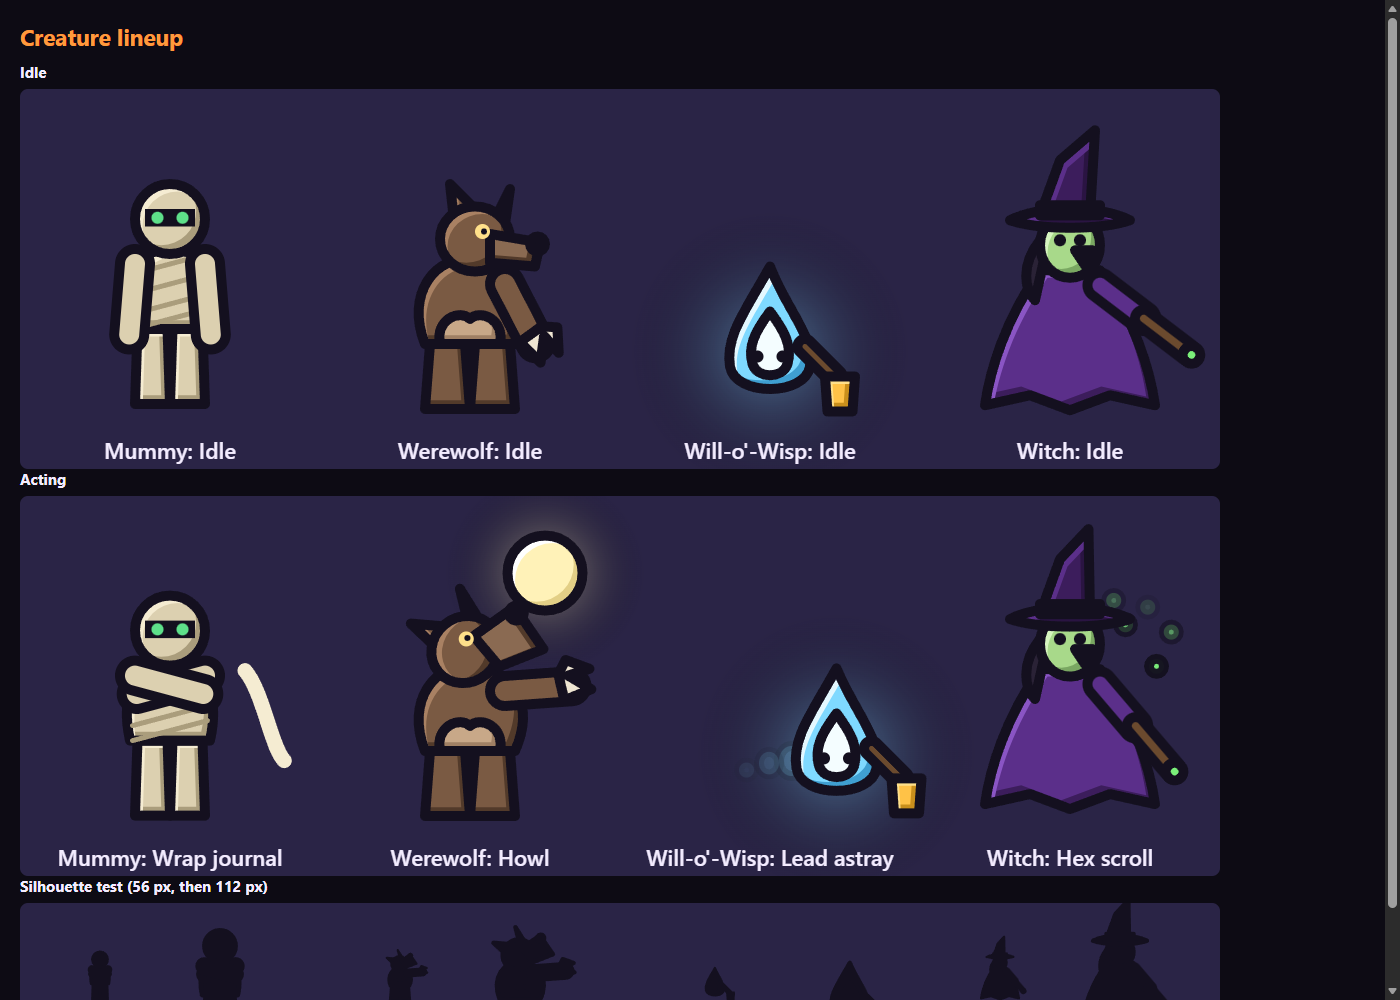 Creature lineup
Idle
Mummy: Idle
Werewolf: Idle
Will-o'-Wisp: Idle
Witch: Idle
Acting
Mummy: Wrap journal
Werewolf: Howl
Will-o'-Wisp: Lead astray
Witch: Hex scroll
Silhouette test (56 px, then 112 px)